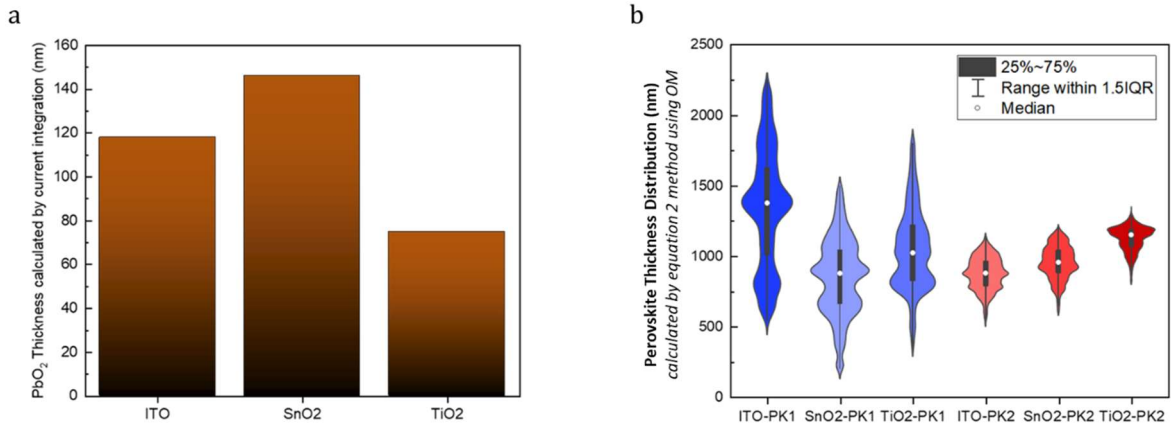 a
PbO₂ Thickness calculated by current integration (nm)
160
140
120
100
80
60
40
20
0
ITO
SnO2
TiO2
b
Perovskite Thickness Distribution (nm)
calculated by equation 2 method using OM
2500
2000
1500
1000
500
0
25%~75%
Range within 1.5IQR
Median
ITO-PK1
SnO2-PK1
TiO2-PK1
ITO-PK2
SnO2-PK2
TiO2-PK2